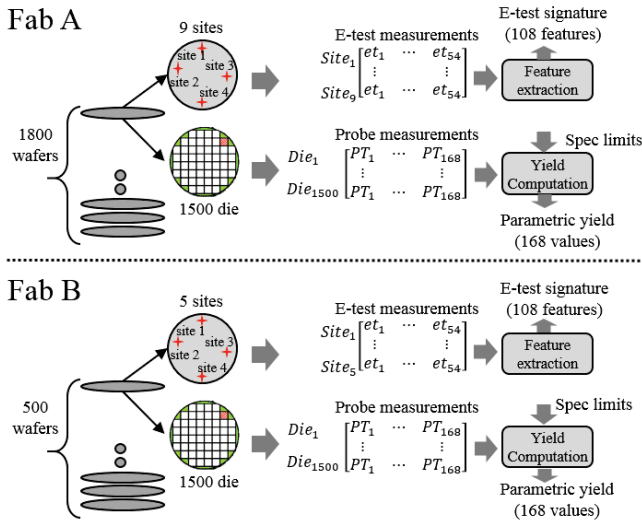 Fab A
9 sites
site 1
site 3
site 2
site 4
1800
wafers
1500 die
E-test measurements
Site₁ [et₁ ⋯ et₅₄]
⋮ ⋮
Site₉ [et₁ ⋯ et₅₄]
E-test signature
(108 features)
Feature
extraction
Probe measurements
Die₁ [PT₁ ⋯ PT₁₆₈]
⋮ ⋮
Die₁₅₀₀ [PT₁ ⋯ PT₁₆₈]
Spec limits
Yield
Computation
Parametric yield
(168 values)
Fab B
5 sites
site 1
site 3
site 2
site 4
500
wafers
1500 die
E-test measurements
Site₁ [et₁ ⋯ et₅₄]
⋮ ⋮
Site₅ [et₁ ⋯ et₅₄]
E-test signature
(108 features)
Feature
extraction
Probe measurements
Die₁ [PT₁ ⋯ PT₁₆₈]
⋮ ⋮
Die₁₅₀₀ [PT₁ ⋯ PT₁₆₈]
Spec limits
Yield
Computation
Parametric yield
(168 values)